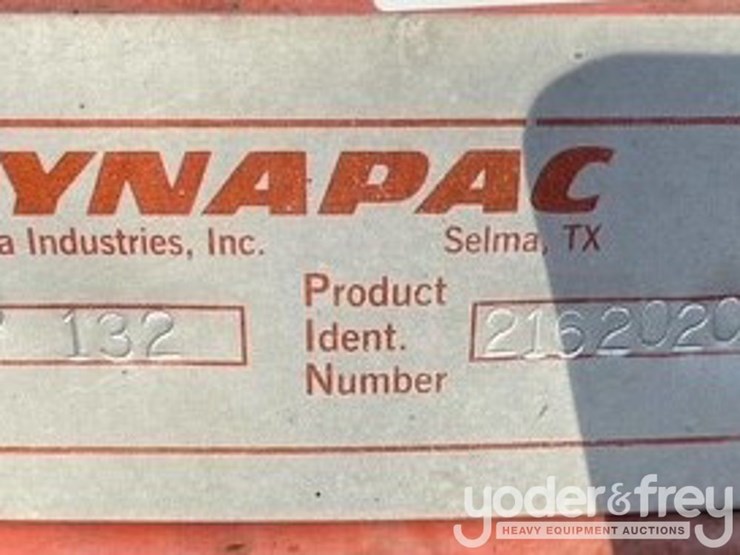 YNAPAC
a Industries, Inc. Selma, TX
132
Product
Ident.
Number
2162020
yoder&frey
HEAVY EQUIPMENT AUCTIONS